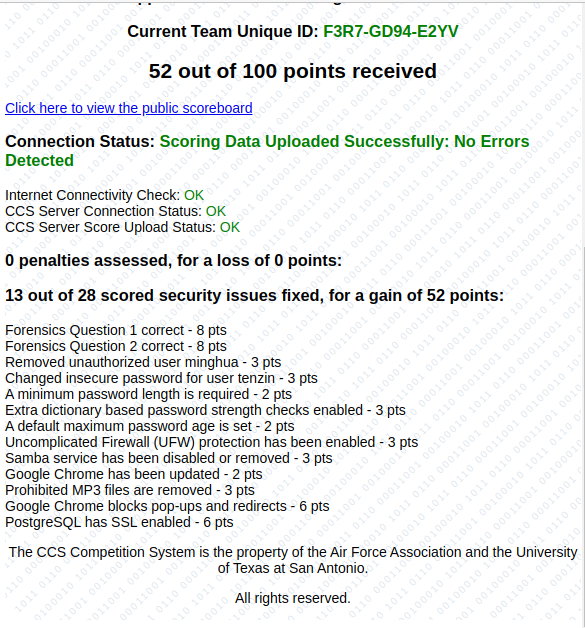 Current Team Unique ID: F3R7-GD94-E2YV
52 out of 100 points received
Click here to view the public scoreboard
Connection Status: Scoring Data Uploaded Successfully: No Errors
Detected
Internet Connectivity Check: OK
CCS Server Connection Status: OK
CCS Server Score Upload Status: OK
0 penalties assessed, for a loss of 0 points:
13 out of 28 scored security issues fixed, for a gain of 52 points:
Forensics Question 1 correct - 8 pts
Forensics Question 2 correct - 8 pts
Removed unauthorized user minghua - 3 pts
Changed insecure password for user tenzin - 3 pts
A minimum password length is required - 2 pts
Extra dictionary based password strength checks enabled - 3 pts
A default maximum password age is set - 2 pts
Uncomplicated Firewall (UFW) protection has been enabled - 3 pts
Samba service has been disabled or removed - 3 pts
Google Chrome has been updated - 2 pts
Prohibited MP3 files are removed - 3 pts
Google Chrome blocks pop-ups and redirects - 6 pts
PostgreSQL has SSL enabled - 6 pts
The CCS Competition System is the property of the Air Force Association and the University
of Texas at San Antonio.
All rights reserved.